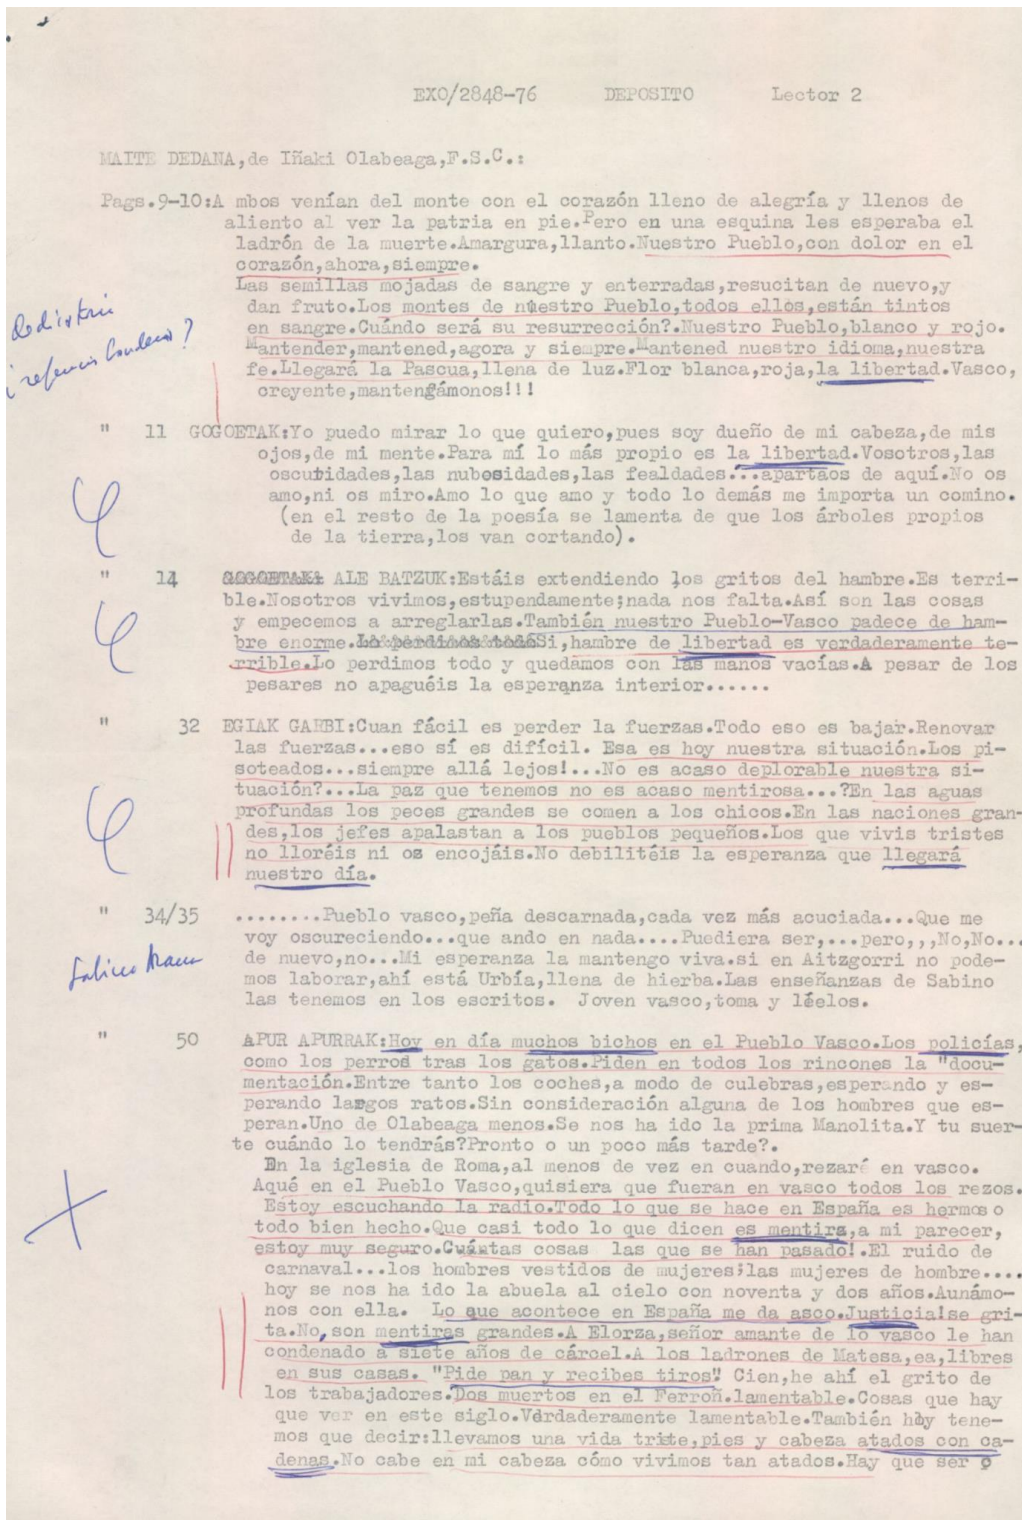 EXO/2848-76 DEPOSITO Lector 2
MAITE DEDANA,de Iñaki Olabeaga,F.S.C.:
Pags.9-10:A mbos venían del monte con el corazón lleno de alegría y llenos de
aliento al ver la patria en pie.Pero en una esquina les esperaba el
ladrón de la muerte.Amargura,llanto.Nuestro Pueblo,con dolor en el
corazón,ahora,siempre.
Las semillas mojadas de sangre y enterradas,resucitan de nuevo,y
dan fruto.Los montes de nuestro Pueblo,todos ellos,están tintos
en sangre.Cuándo será su resurrección?.Nuestro Pueblo,blanco y rojo.
Mantender,mantened,agora y siempre.Mantened nuestro idioma,nuestra
fe.Llegará la Pascua,llena de luz.Flor blanca,roja,la libertad.Vasco,
creyente,mantengámonos!!!
" 11 GOGOETAK:Yo puedo mirar lo que quiero,pues soy dueño de mi cabeza,de mis
ojos,de mi mente.Para mí lo más propio es la libertad.Vosotros,las
oscuridades,las nubosidades,las fealdades...apartaos de aquí.No os
amo,ni os miro.Amo lo que amo y todo lo demás me importa un comino.
(en el resto de la poesía se lamenta de que los árboles propios
de la tierra,los van cortando).
" 14 GOGOETAK: ALE BATZUK:Estáis extendiendo los gritos del hambre.Es terri-
ble.Nosotros vivimos,estupendamente;nada nos falta.Así son las cosas
y empecemos a arreglarlas.También nuestro Pueblo-Vasco padece de ham-
bre enorme.Lo perdimos todo Si,hambre de libertad es verdaderamente te-
rrible.Lo perdimos todo y quedamos con las manos vacías.A pesar de los
pesares no apaguéis la esperanza interior......
" 32 EGIAK GARBI:Cuan fácil es perder la fuerzas.Todo eso es bajar.Renovar
las fuerzas...eso sí es difícil. Esa es hoy nuestra situación.Los pi-
soteados...siempre allá lejos!...No es acaso deplorable nuestra si-
tuación?...La paz que tenemos no es acaso mentirosa...?En las aguas
profundas los peces grandes se comen a los chicos.En las naciones gran-
des,los jefes apalastan a los pueblos pequeños.Los que vivis tristes
no lloréis ni os encojáis.No debilitéis la esperanza que llegará
nuestro día.
" 34/35 ........Pueblo vasco,peña descarnada,cada vez más acuciada...Que me
voy oscureciendo...que ando en nada....Puediera ser,...pero,,,No,No...
de nuevo,no...Mi esperanza la mantengo viva.si en Aitzgorri no pode-
mos laborar,ahí está Urbía,llena de hierba.Las enseñanzas de Sabino
las tenemos en los escritos. Joven vasco,toma y léelos.
" 50 APUR APURRAK:Hoy en día muchos bichos en el Pueblo Vasco.Los policías,
como los perros tras los gatos.Piden en todos los rincones la "docu-
mentación.Entre tanto los coches,a modo de culebras,esperando y es-
perando largos ratos.Sin consideración alguna de los hombres que es-
peran.Uno de Olabeaga menos.Se nos ha ido la prima Manolita.Y tu suer-
te cuándo lo tendrás?Pronto o un poco más tarde?.
En la iglesia de Roma,al menos de vez en cuando,rezaré en vasco.
Aqué en el Pueblo Vasco,quisiera que fueran en vasco todos los rezos.
Estoy escuchando la radio.Todo lo que se hace en España es hermoso
todo bien hecho.Que casi todo lo que dicen es mentira,a mi parecer,
estoy muy seguro.Cuántas cosas las que se han pasado!.El ruido de
carnaval...los hombres vestidos de mujeres;las mujeres de hombre....
hoy se nos ha ido la abuela al cielo con noventa y dos años.Aunámo-
nos con ella. Lo que acontece en España me da asco.Justicia!se gri-
ta.No,son mentiras grandes.A Elorza,señor amante de lo vasco le han
condenado a siete años de cárcel.A los ladrones de Matesa,ea,libres
en sus casas. "Pide pan y recibes tiros" Cien,he ahí el grito de
los trabajadores.Dos muertos en el Ferroñ.lamentable.Cosas que hay
que ver en este siglo.Verdaderamente lamentable.También hoy tene-
mos que decir:llevamos una vida triste,pies y cabeza atados con ca-
denas.No cabe en mi cabeza cómo vivimos tan atados.Hay que ser